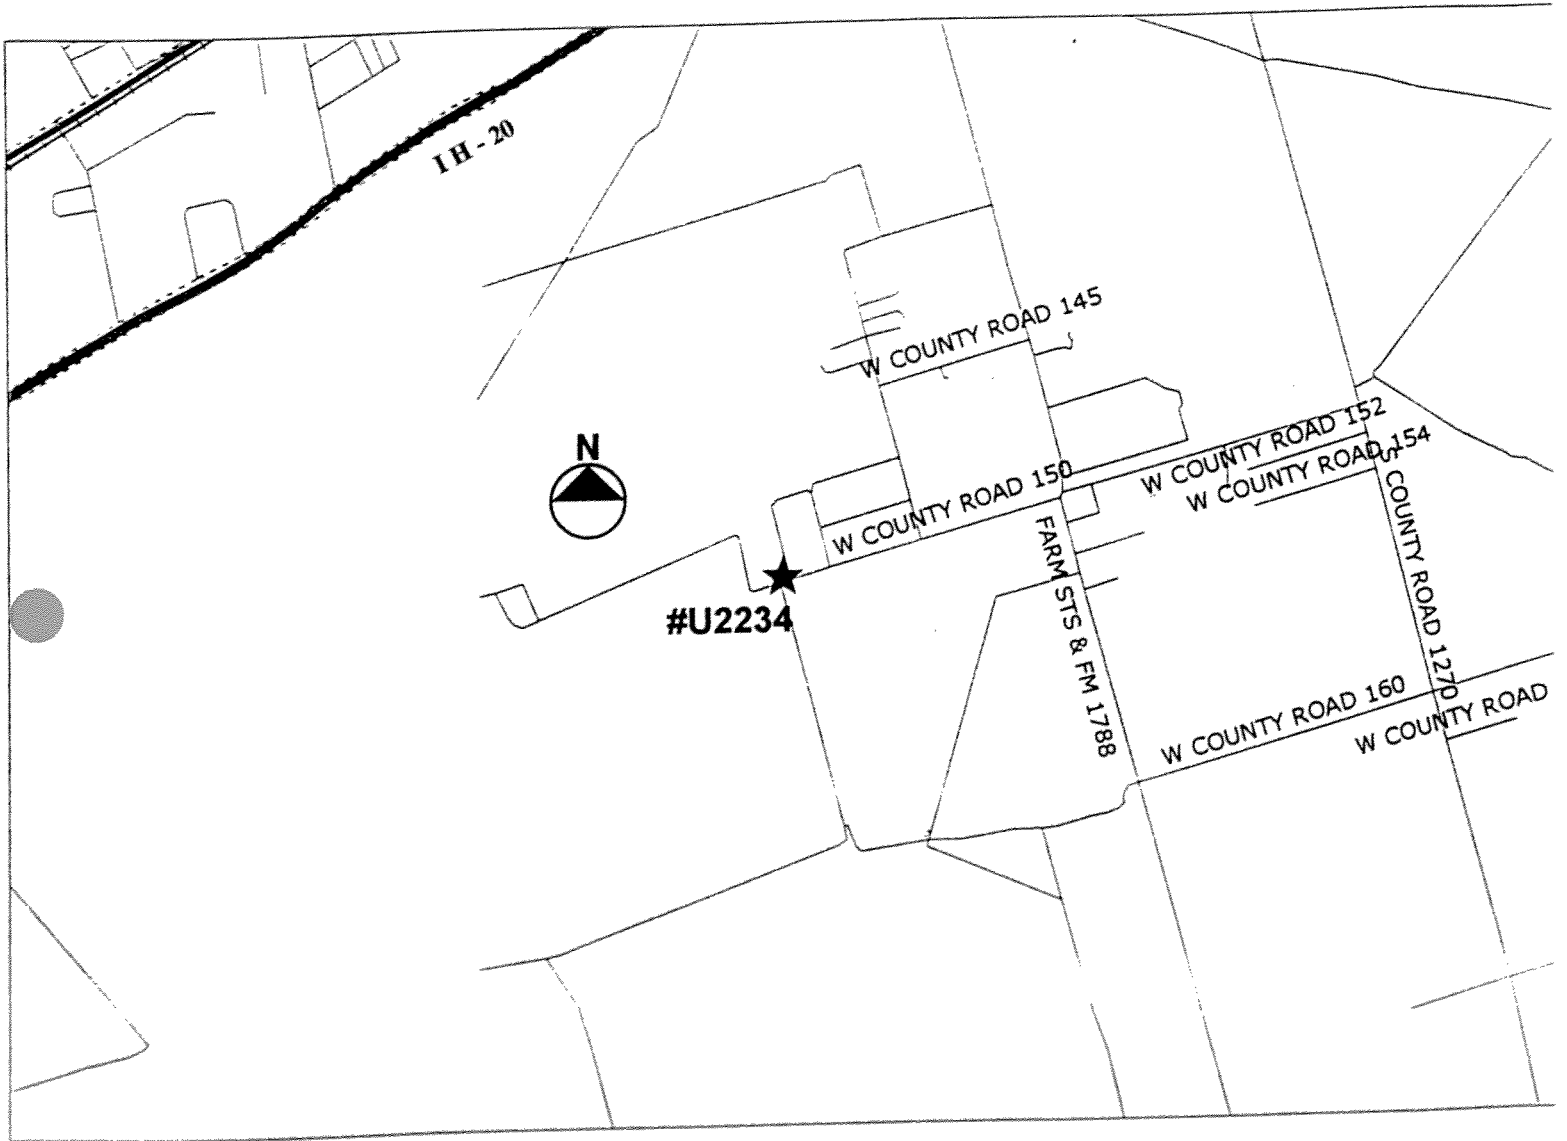 I H - 20
W COUNTY ROAD 145
W COUNTY ROAD 152
N
W COUNTY ROAD 154
W COUNTY ROAD 150
S COUNTY ROAD 1270
FARM STS & FM 1788
#U2234
W COUNTY ROAD 160
W COUNTY ROAD